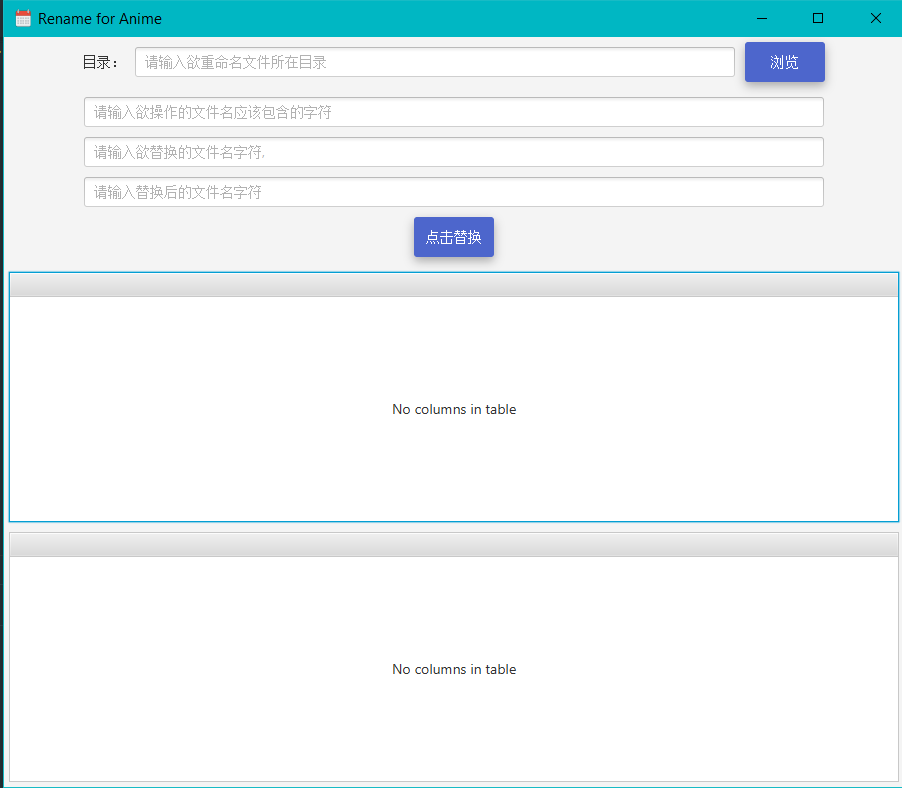 Rename for Anime
目录： 请输入欲重命名文件所在目录 浏览
请输入欲操作的文件名应该包含的字符
请输入欲替换的文件名字符,
请输入替换后的文件名字符
点击替换
No columns in table
No columns in table